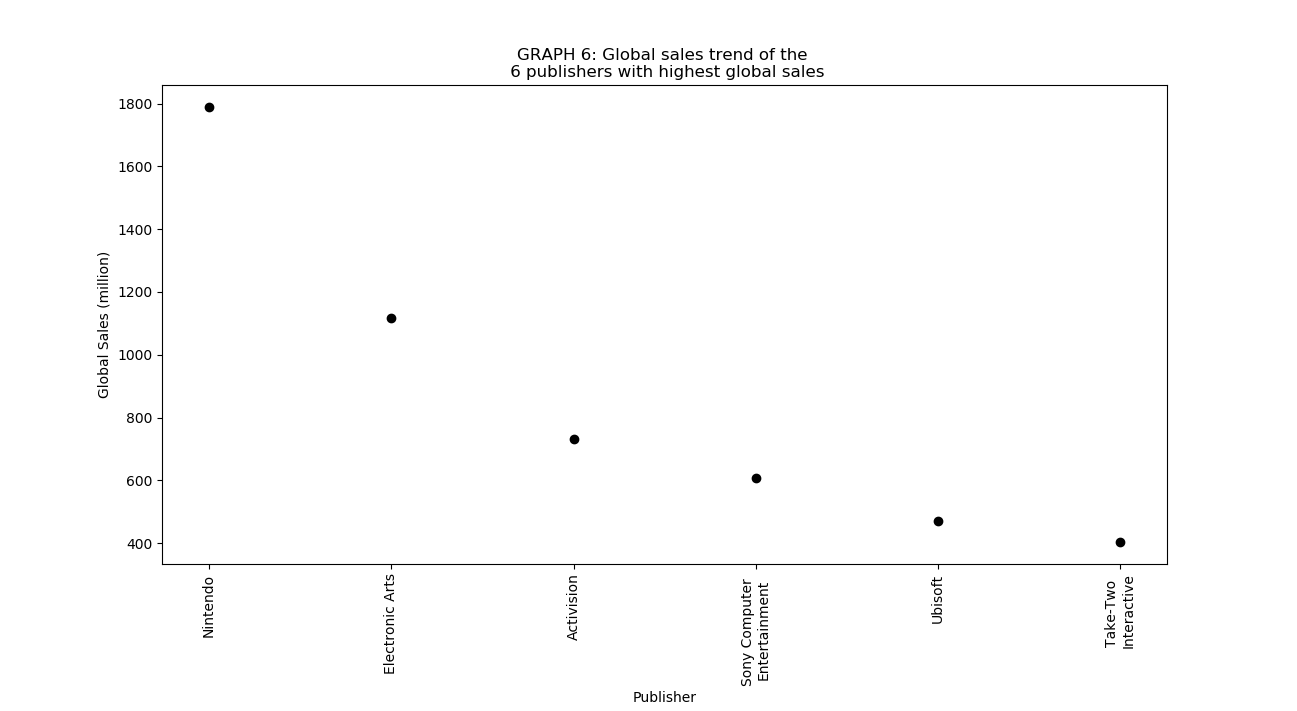 GRAPH 6: Global sales trend of the
6 publishers with highest global sales
1800
1600
1400
1200
1000
800
600
400
Global Sales (million)
Nintendo
Electronic Arts
Activision
Sony Computer
Entertainment
Ubisoft
Take-Two
Interactive
Publisher